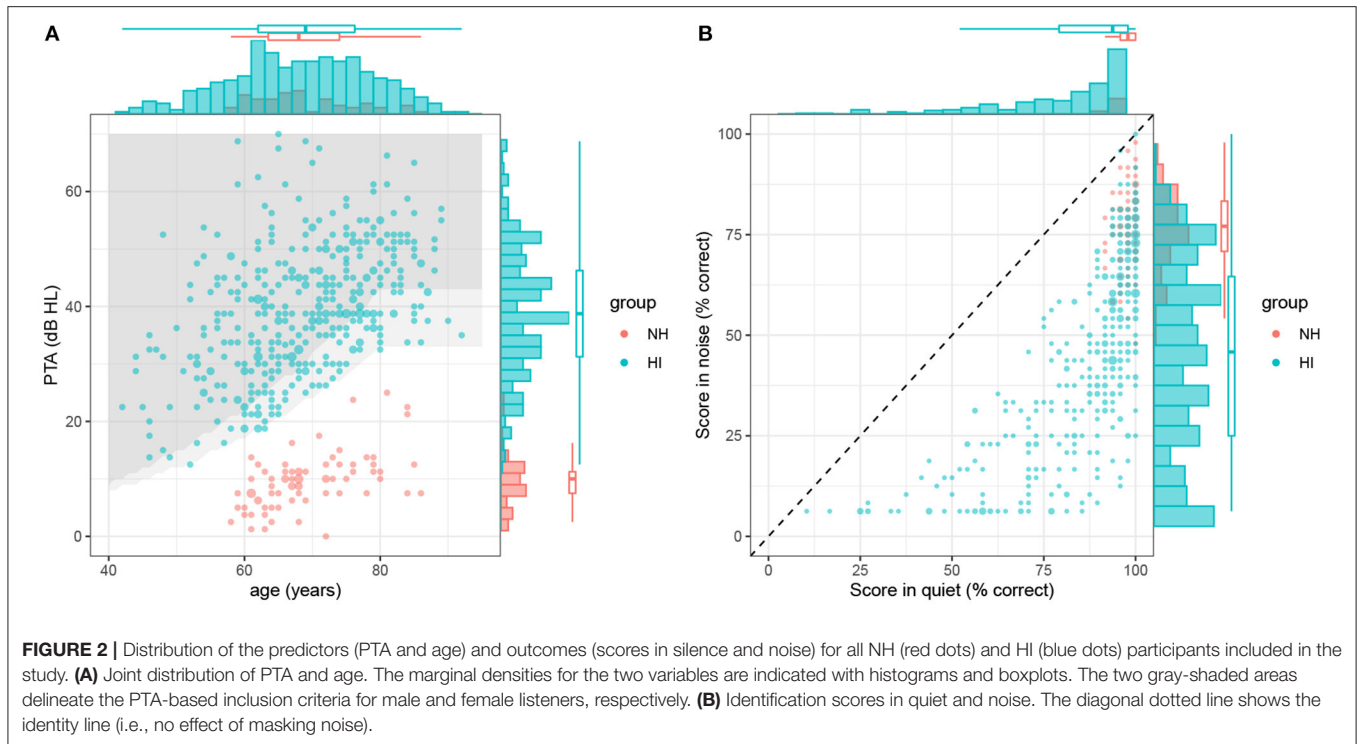 A
60
40
20
0
PTA (dB HL)
40 60 80
age (years)
group
NH
HI
B
100
75
50
25
0
Score in noise (% correct)
0 25 50 75 100
Score in quiet (% correct)
group
NH
HI
FIGURE 2 | Distribution of the predictors (PTA and age) and outcomes (scores in silence and noise) for all NH (red dots) and HI (blue dots) participants included in the
study. (A) Joint distribution of PTA and age. The marginal densities for the two variables are indicated with histograms and boxplots. The two gray-shaded areas
delineate the PTA-based inclusion criteria for male and female listeners, respectively. (B) Identification scores in quiet and noise. The diagonal dotted line shows the
identity line (i.e., no effect of masking noise).